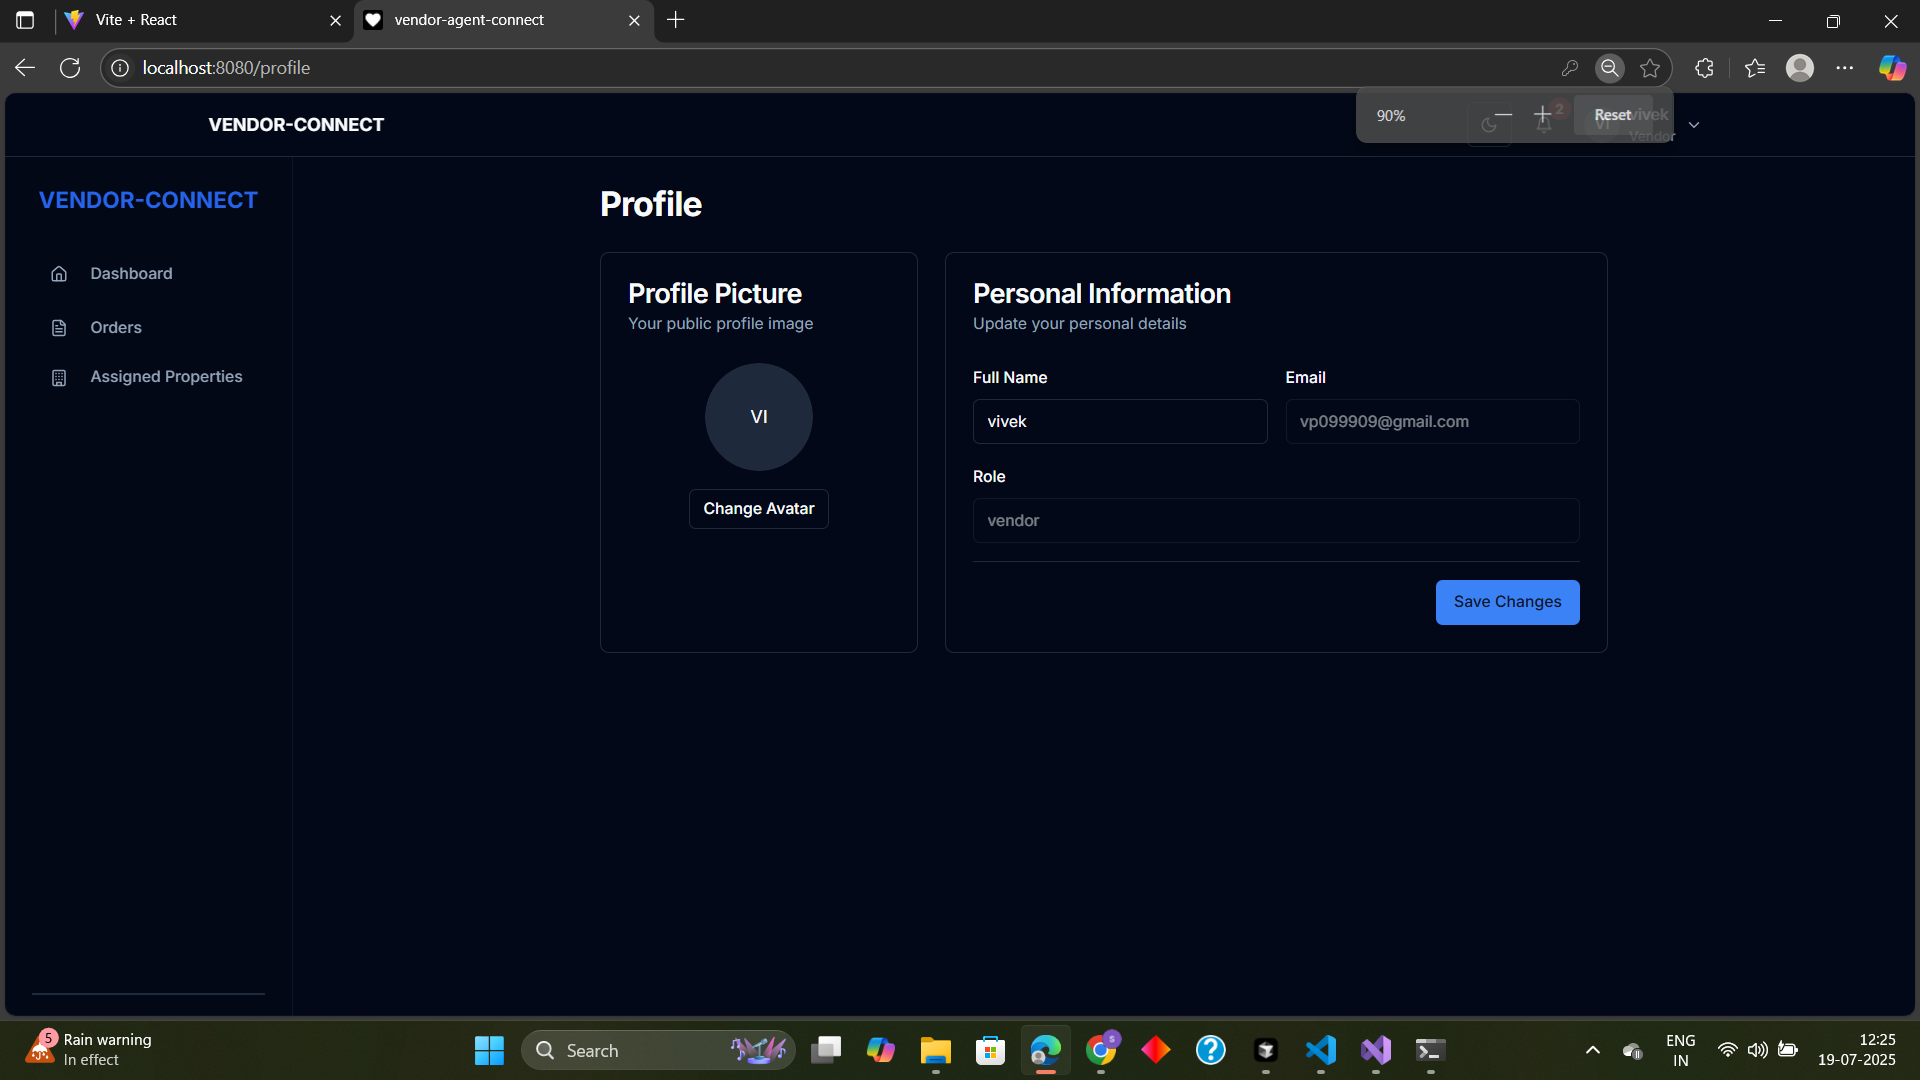 Vite + React
vendor-agent-connect
localhost:8080/profile
90%
Reset
2
VENDOR-CONNECT
vivek
Vendor
VENDOR-CONNECT
Dashboard
Orders
Assigned Properties
Profile
Profile Picture
Your public profile image
VI
Change Avatar
Personal Information
Update your personal details
Full Name
vivek
Email
vp099909@gmail.com
Role
vendor
Save Changes
5
Rain warning
In effect
Search
S
ENG
IN
12:25
19-07-2025